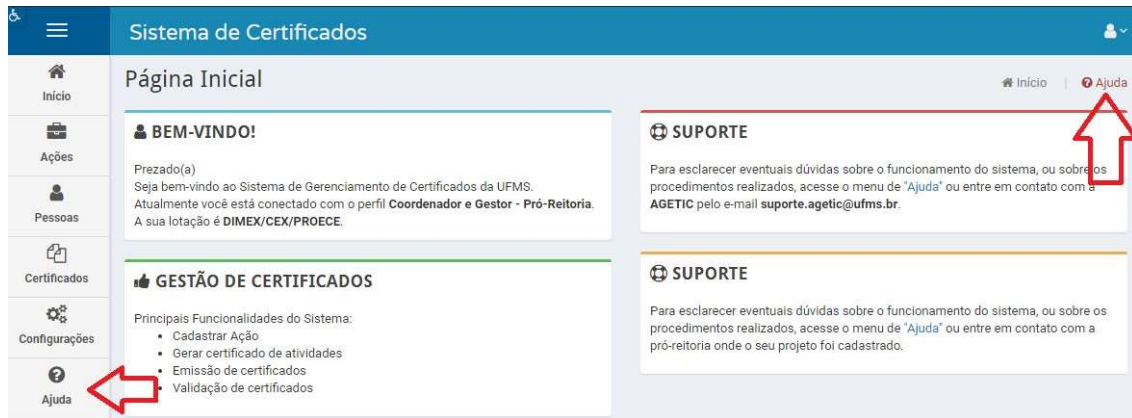 Sistema de Certificados
Início
Ações
Pessoas
Certificados
Configurações
Ajuda
Página Inicial
Início | Ajuda
BEM-VINDO!
Prezado(a)
Seja bem-vindo ao Sistema de Gerenciamento de Certificados da UFMS.
Atualmente você está conectado com o perfil Coordenador e Gestor - Pró-Reitoria.
A sua lotação é DIMEX/CEX/PROECE.
GESTÃO DE CERTIFICADOS
Principais Funcionalidades do Sistema:
• Cadastrar Ação
• Gerar certificado de atividades
• Emissão de certificados
• Validação de certificados
SUPORTE
Para esclarecer eventuais dúvidas sobre o funcionamento do sistema, ou sobre os
procedimentos realizados, acesse o menu de "Ajuda" ou entre em contato com a
AGETIC pelo e-mail suporte.agetic@ufms.br.
SUPORTE
Para esclarecer eventuais dúvidas sobre o funcionamento do sistema, ou sobre os
procedimentos realizados, acesse o menu de "Ajuda" ou entre em contato com a
pró-reitoria onde o seu projeto foi cadastrado.